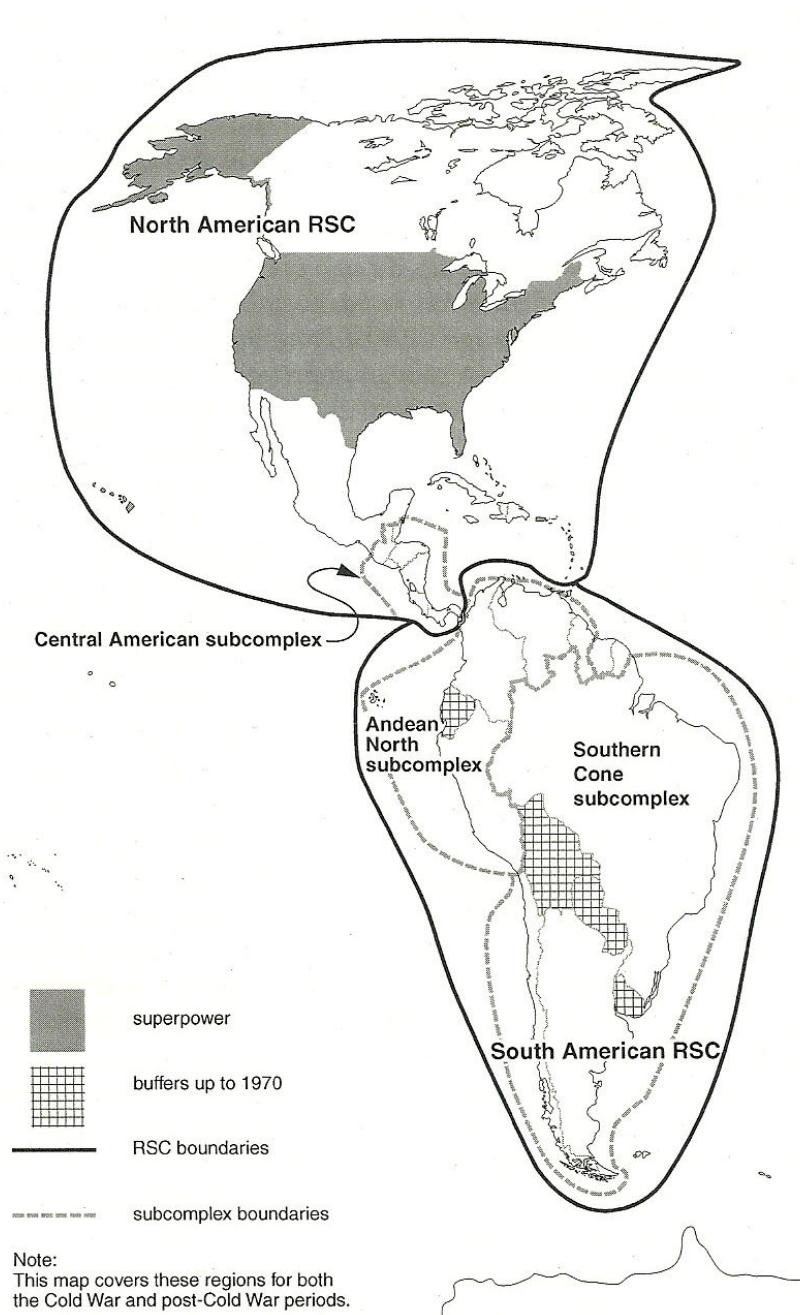 North American RSC
Central American subcomplex
Andean
North
subcomplex
Southern
Cone
subcomplex
South American RSC
superpower
buffers up to 1970
RSC boundaries
subcomplex boundaries
Note:
This map covers these regions for both
the Cold War and post-Cold War periods.